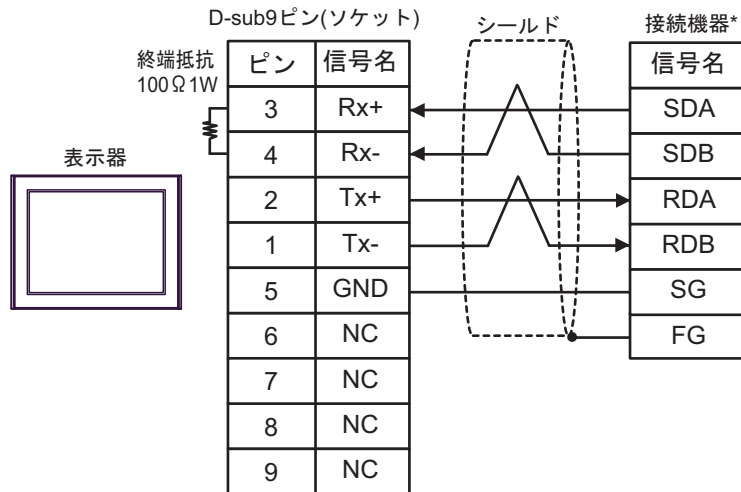 D-sub9ピン(ソケット)
シールド
接続機器*
終端抵抗
100Ω1W
ピン 信号名
信号名
3 Rx+
SDA
4 Rx-
SDB
表示器
2 Tx+
RDA
1 Tx-
RDB
5 GND
SG
6 NC
FG
7 NC
8 NC
9 NC